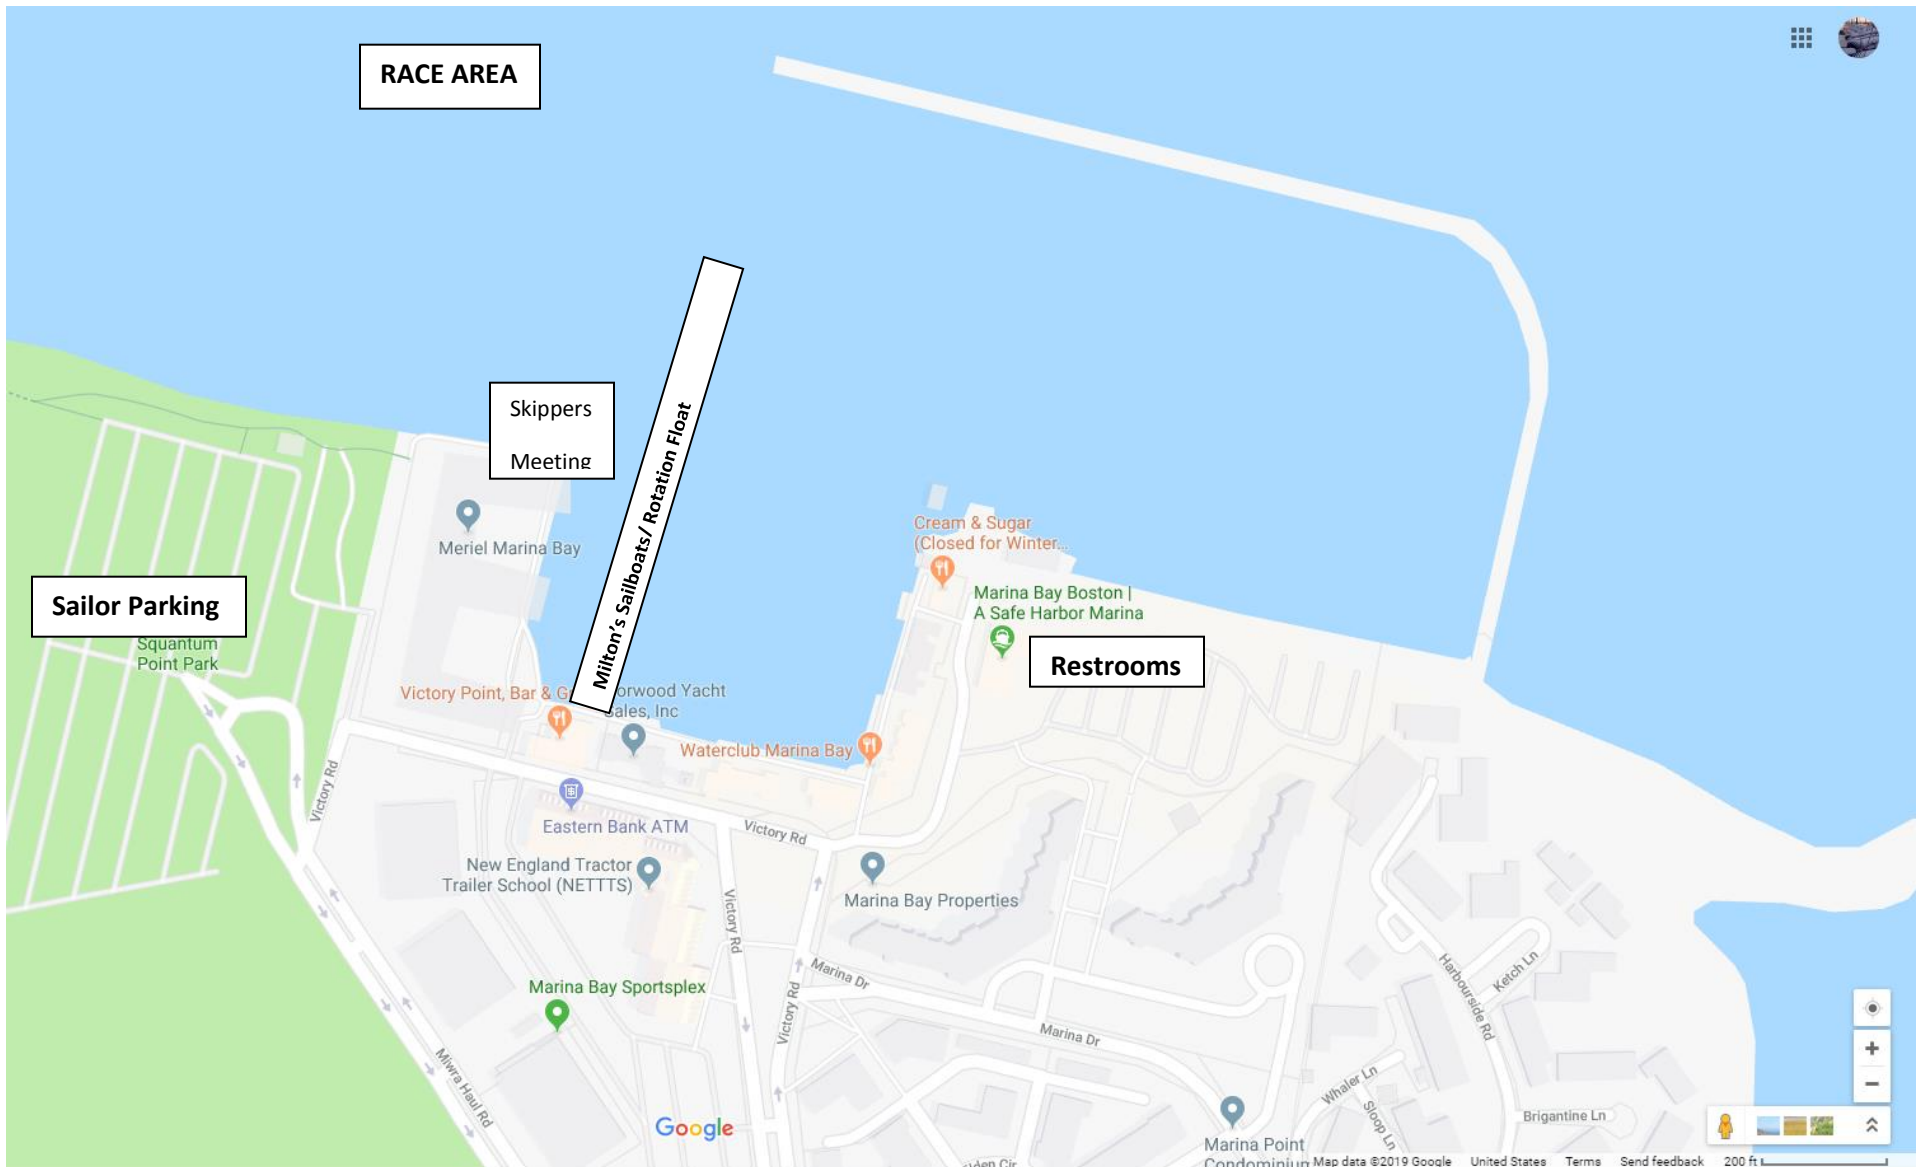 RACE AREA
Skippers
Meeting
Milton's Sailboats/ Rotation Float
Meriel Marina Bay
Cream & Sugar
(Closed for Winter...
Sailor Parking
Squantum
Point Park
Marina Bay Boston |
A Safe Harbor Marina
Restrooms
Victory Point, Bar & G
orwood Yacht
Sales, Inc
Waterclub Marina Bay
Victory Rd
Eastern Bank ATM
Victory Rd
New England Tractor
Trailer School (NETTTS)
Marina Bay Properties
Victory Rd
Marina Dr
Harbourside Rd
Ketch Ln
Marina Bay Sportsplex
Victory Rd
Marina Dr
Miwra Haul Rd
Whaler Ln
Sloop Ln
Brigantine Ln
Google
Marina Point
Condominium
den Cir
Map data ©2019 Google United States Terms Send feedback 200 ft